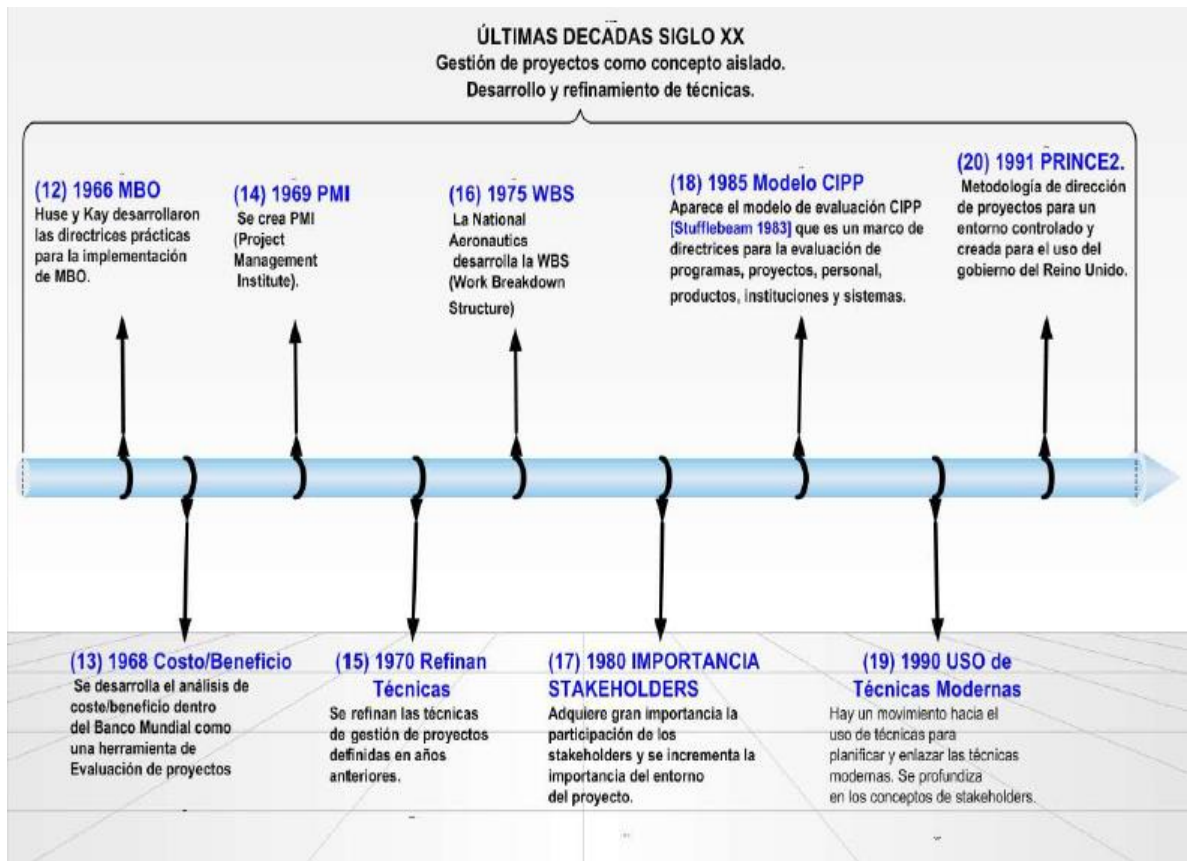 ÚLTIMAS DECADAS SIGLO XX
Gestión de proyectos como concepto aislado.
Desarrollo y refinamiento de técnicas.
(12) 1966 MBO
Huse y Kay desarrollaron
las directrices prácticas
para la implementación
de MBO.
(14) 1969 PMI
Se crea PMI
(Project
Management
Institute).
(16) 1975 WBS
La National
Aeronautics
desarrolla la WBS
(Work Breakdown
Structure)
(18) 1985 Modelo CIPP
Aparece el modelo de evaluación CIPP
[Stufflebeam 1983] que es un marco de
directrices para la evaluación de
programas, proyectos, personal,
productos, instituciones y sistemas.
(20) 1991 PRINCE2.
Metodología de dirección
de proyectos para un
entorno controlado y
creada para el uso del
gobierno del Reino Unido.
(13) 1968 Costo/Beneficio
Se desarrolla el análisis de
coste/beneficio dentro
del Banco Mundial como
una herramienta de
Evaluación de proyectos
(15) 1970 Refinan
Técnicas
Se refinan las técnicas
de gestión de proyectos
definidas en años
anteriores.
(17) 1980 IMPORTANCIA
STAKEHOLDERS
Adquiere gran importancia la
participación de los
stakeholders y se incrementa la
importancia del entorno
del proyecto.
(19) 1990 USO de
Técnicas Modernas
Hay un movimiento hacia el
uso de técnicas para
planificar y enlazar las técnicas
modernas. Se profundiza
en los conceptos de stakeholders.